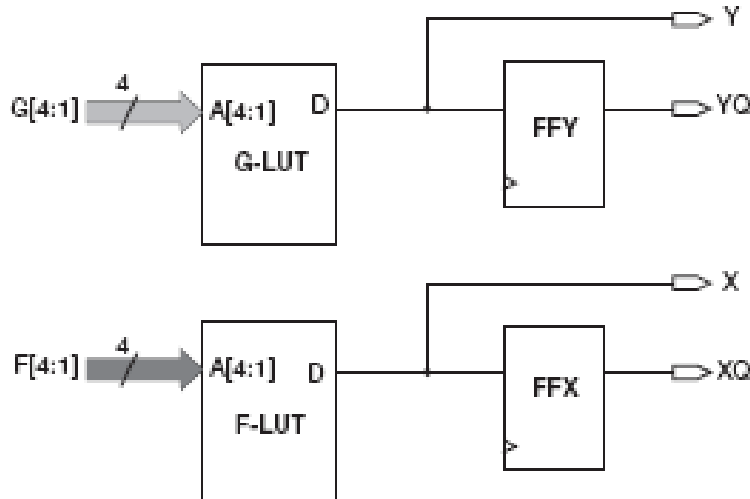 Y
4
G[4:1]
A[4:1] D
YQ
FFY
G-LUT
X
4
F[4:1]
A[4:1] D
XQ
FFX
F-LUT